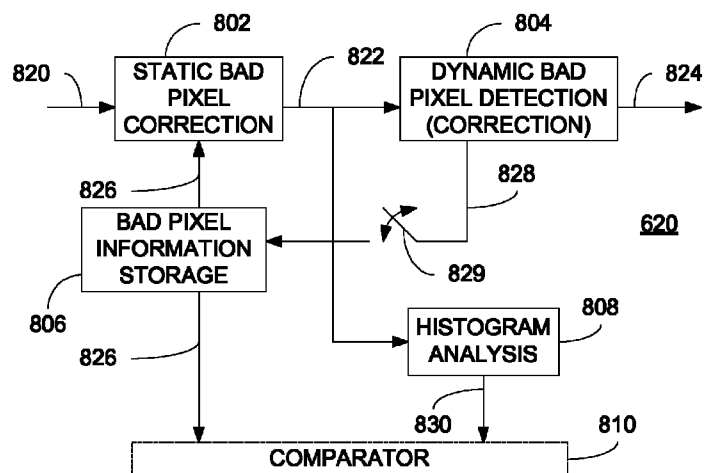 802
804
820
STATIC BAD
PIXEL
CORRECTION
822
DYNAMIC BAD
PIXEL DETECTION
(CORRECTION)
824
826
828
BAD PIXEL
INFORMATION
STORAGE
829
620
806
826
HISTOGRAM
ANALYSIS
808
830
810
COMPARATOR